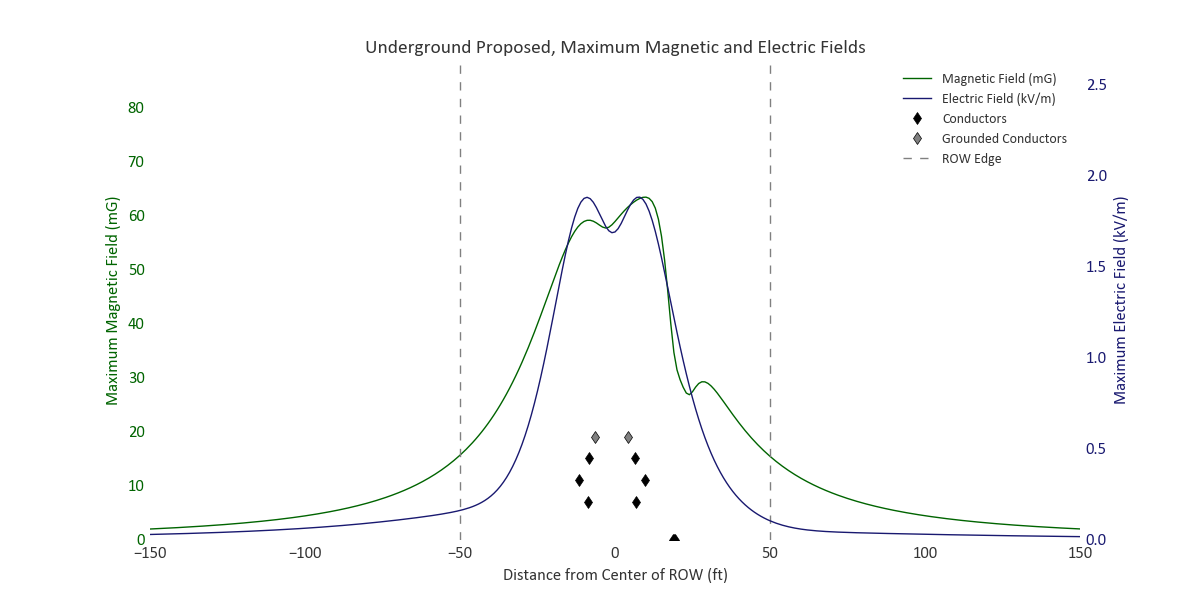 Underground Proposed, Maximum Magnetic and Electric Fields
Magnetic Field (mG)
Electric Field (kV/m)
Conductors
Grounded Conductors
ROW Edge
Maximum Magnetic Field (mG)
80
70
60
50
40
30
20
10
0
Maximum Electric Field (kV/m)
2.5
2.0
1.5
1.0
0.5
0.0
−150 −100 −50 0 50 100 150
Distance from Center of ROW (ft)